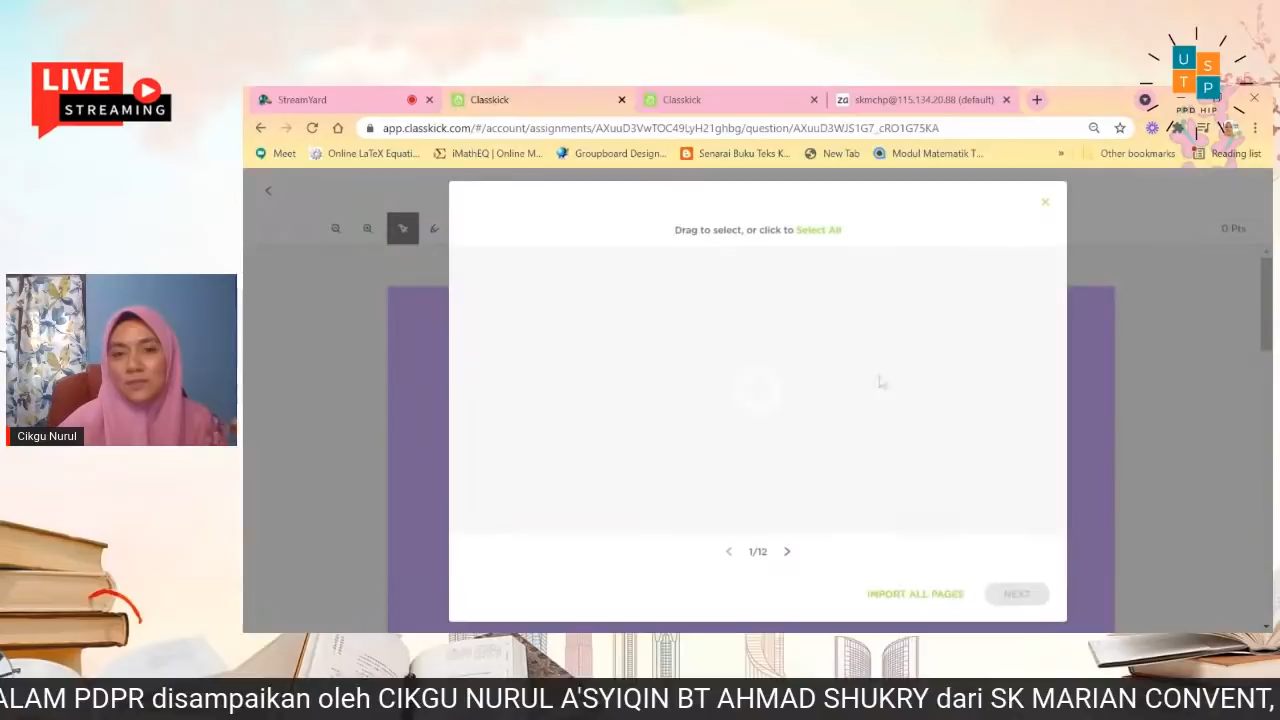 LIVE
STREAMING
U S
T P
PPD HIP
StreamYard
Classkick
Classkick
skmchp@115.134.20.88 (default)
app.classkick.com/#/account/assignments/AXuuD3VwTOC49LyH21ghbg/question/AXuuD3WJS1G7_cRO1G75KA
Meet
Online LaTeX Equati...
iMathEQ | Online M...
Groupboard Design...
Senarai Buku Teks K...
New Tab
Modul Matematik T...
»
Other bookmarks
Reading list
Drag to select, or click to Select All
0 Pts
Cikgu Nurul
1/12
IMPORT ALL PAGES
NEXT
ALAM PDPR disampaikan oleh CIKGU NURUL A'SYIQIN BT AHMAD SHUKRY dari SK MARIAN CONVENT,